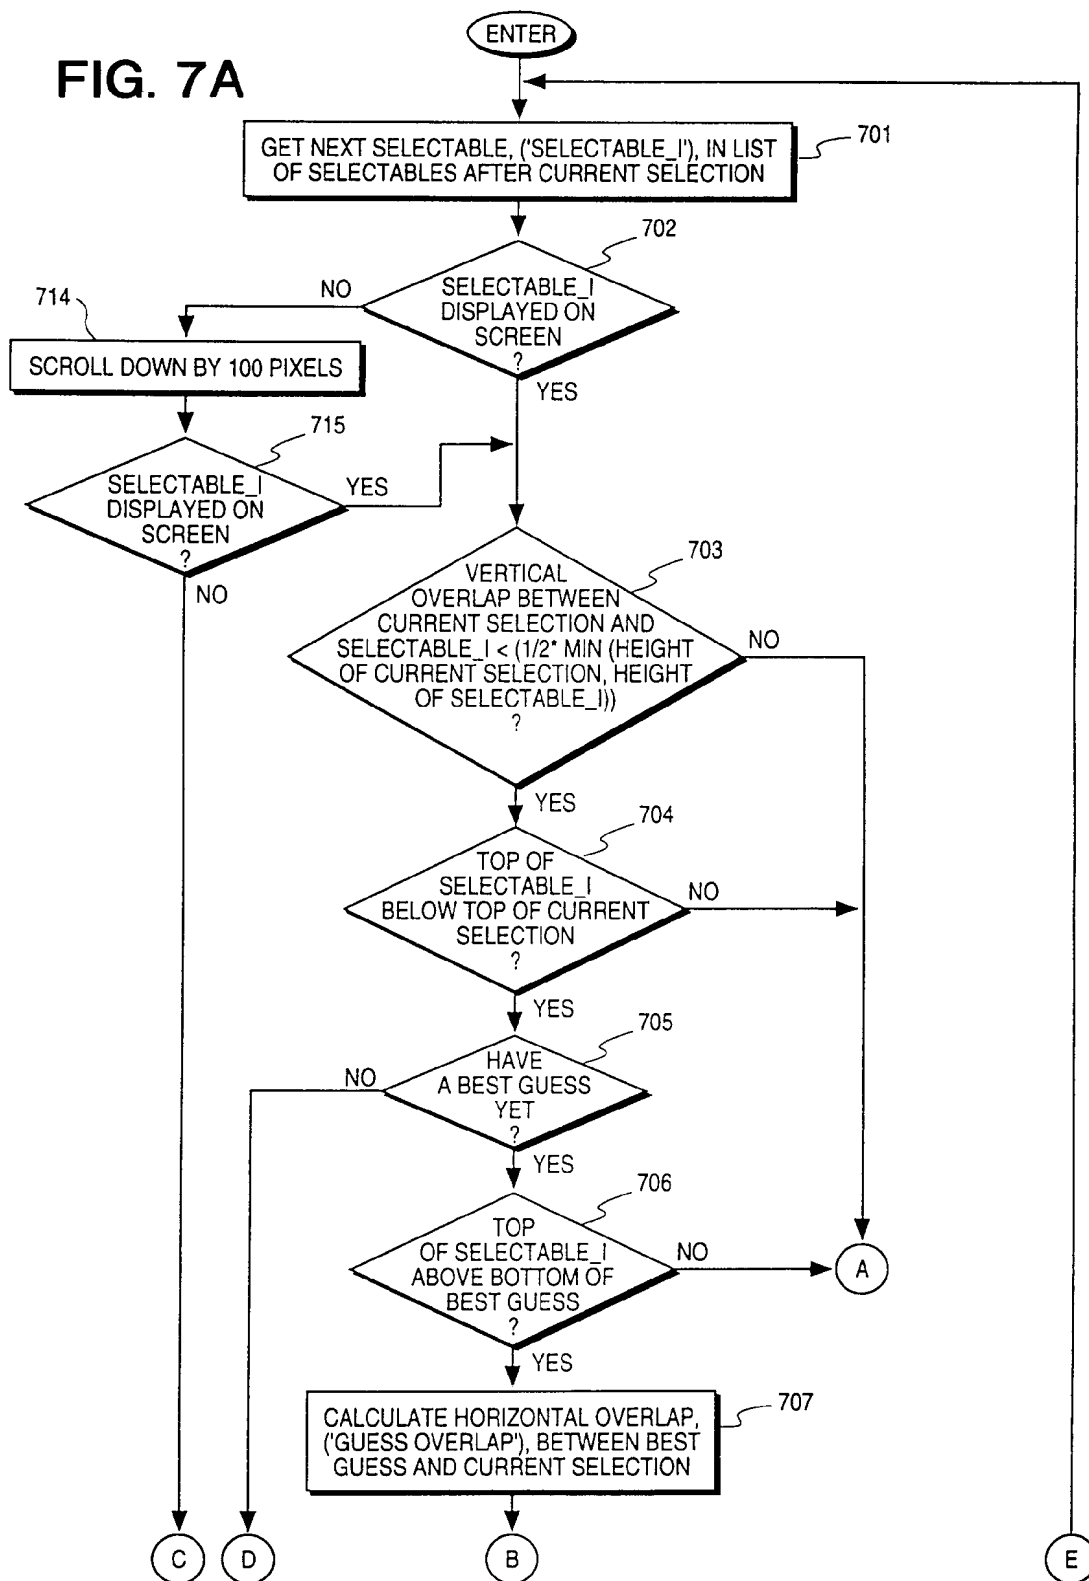 ENTER
FIG. 7A
GET NEXT SELECTABLE, ('SELECTABLE_I'), IN LIST
OF SELECTABLES AFTER CURRENT SELECTION
701
702
SELECTABLE_I
DISPLAYED ON
SCREEN
?
NO
YES
714
SCROLL DOWN BY 100 PIXELS
715
SELECTABLE_I
DISPLAYED ON
SCREEN
?
YES
NO
703
VERTICAL
OVERLAP BETWEEN
CURRENT SELECTION AND
SELECTABLE_I < (1/2* MIN (HEIGHT
OF CURRENT SELECTION, HEIGHT
OF SELECTABLE_I))
?
NO
YES
704
TOP OF
SELECTABLE_I
BELOW TOP OF CURRENT
SELECTION
?
NO
YES
705
HAVE
A BEST GUESS
YET
?
NO
YES
706
TOP
OF SELECTABLE_I
ABOVE BOTTOM OF
BEST GUESS
?
NO
A
YES
707
CALCULATE HORIZONTAL OVERLAP,
('GUESS OVERLAP'), BETWEEN BEST
GUESS AND CURRENT SELECTION
C
D
B
E